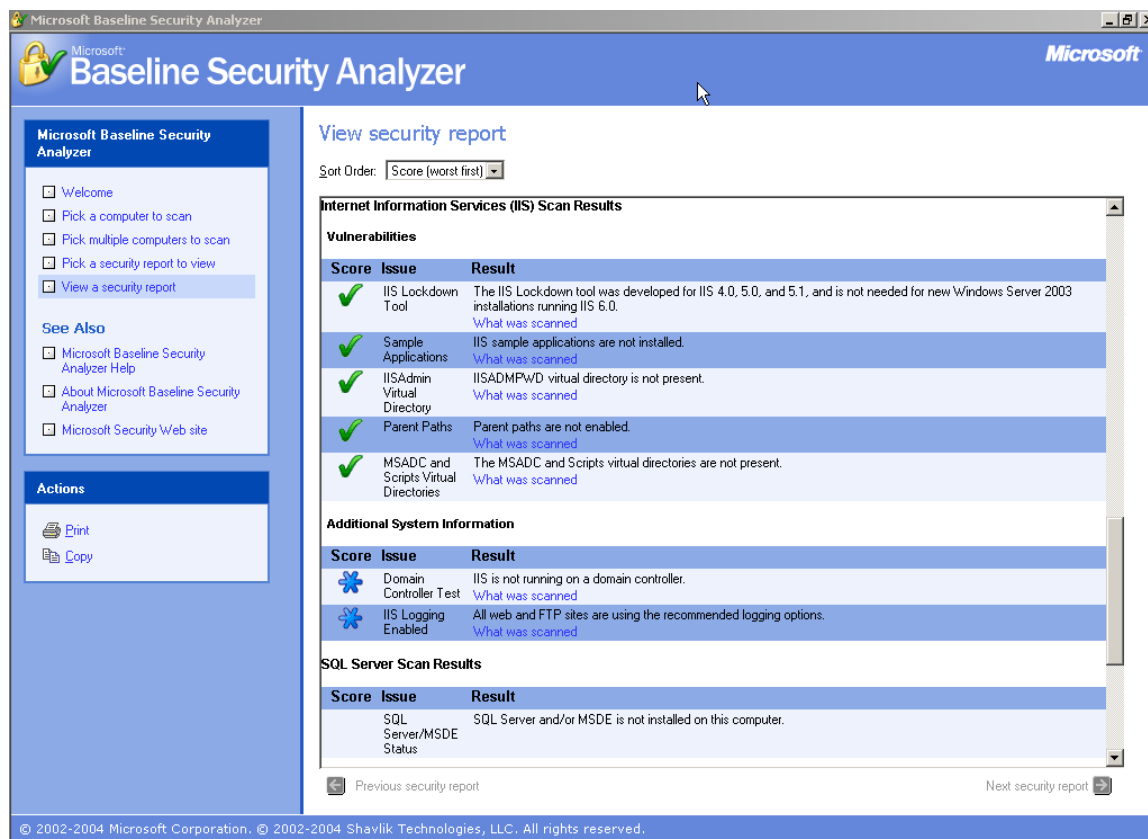 Microsoft Baseline Security Analyzer
Microsoft
Baseline Security Analyzer
Microsoft
Microsoft Baseline Security
Analyzer
Welcome
Pick a computer to scan
Pick multiple computers to scan
Pick a security report to view
View a security report
See Also
Microsoft Baseline Security
Analyzer Help
About Microsoft Baseline Security
Analyzer
Microsoft Security Web site
Actions
Print
Copy
View security report
Sort Order: Score (worst first)
Internet Information Services (IIS) Scan Results
Vulnerabilities
Score Issue Result
IIS Lockdown The IIS Lockdown tool was developed for IIS 4.0, 5.0, and 5.1, and is not needed for new Windows Server 2003
Tool installations running IIS 6.0.
What was scanned
Sample IIS sample applications are not installed.
Applications What was scanned
IISAdmin IISADMPWD virtual directory is not present.
Virtual What was scanned
Directory
Parent Paths Parent paths are not enabled.
What was scanned
MSADC and The MSADC and Scripts virtual directories are not present.
Scripts Virtual What was scanned
Directories
Additional System Information
Score Issue Result
Domain IIS is not running on a domain controller.
Controller Test What was scanned
IIS Logging All web and FTP sites are using the recommended logging options.
Enabled What was scanned
SQL Server Scan Results
Score Issue Result
SQL SQL Server and/or MSDE is not installed on this computer.
Server/MSDE
Status
Previous security report Next security report
© 2002-2004 Microsoft Corporation. © 2002-2004 Shavlik Technologies, LLC. All rights reserved.